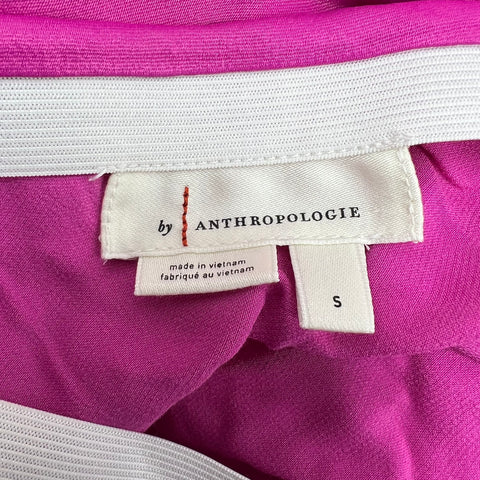 by ANTHROPOLOGIE
made in vietnam
fabriqué au vietnam
S